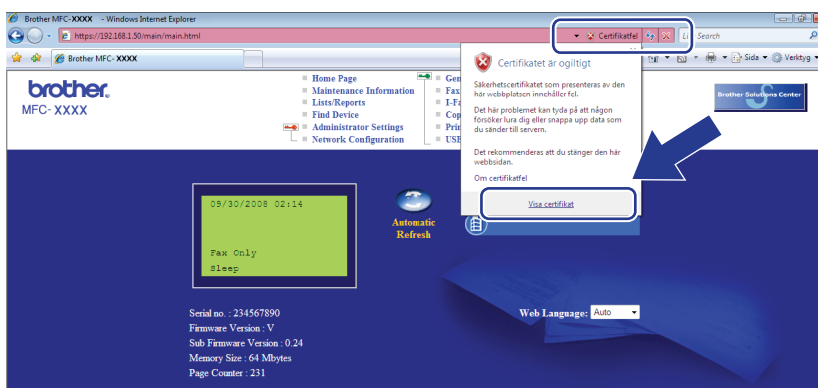 Brother MFC-XXXX - Windows Internet Explorer
https://192.168.1.50/main/main.html
Certifikatfel
Search
Brother MFC- XXXX
Sida
Verktyg
brother.
MFC- XXXX
Home Page
Maintenance Information
Lists/Reports
Find Device
Administrator Settings
Network Configuration
Brother Solutions Center
Certifikatet är ogiltigt
Säkerhetscertifikatet som presenteras av den
här webbplatsen innehåller fel.
Det här problemet kan tyda på att någon
försöker lura dig eller snappa upp data som
du sänder till servern.
Det rekommenderas att du stänger den här
webbsidan.
Om certifikatfel
Visa certifikat
09/30/2008 02:14
Fax Only
Sleep
Automatic
Refresh
Serial no. : 234567890
Firmware Version : V
Sub Firmware Version : 0.24
Memory Size : 64 Mbytes
Page Counter : 231
Web Language: Auto